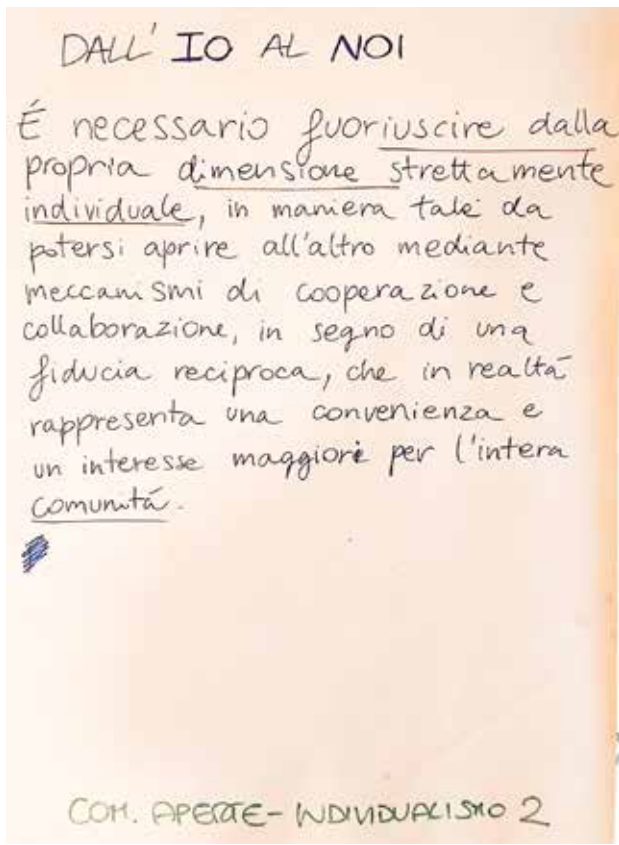 DALL' IO AL NOI
É necessario fuoriuscire dalla
propria dimensione strettamente
individuale, in maniera tale da
potersi aprire all'altro mediante
meccanismi di cooperazione e
collaborazione, in segno di una
fiducia reciproca, che in realtá
rappresenta una convenienza e
un interesse maggiore per l'intera
comunitá.
COM. APERTE - INDIVIDUALISMO 2